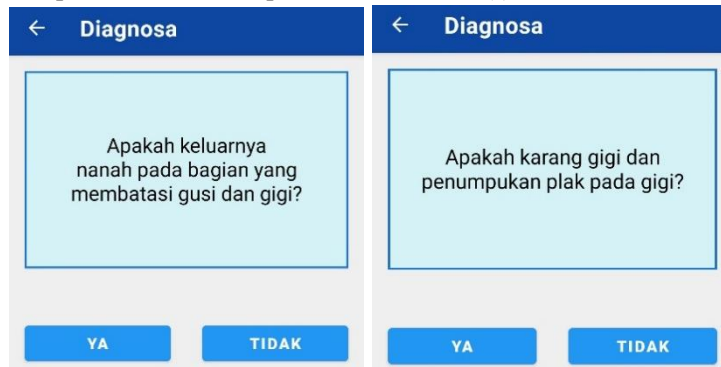 ← Diagnosa
Apakah keluarnya
nanah pada bagian yang
membatasi gusi dan gigi?
YA TIDAK
← Diagnosa
Apakah karang gigi dan
penumpukan plak pada gigi?
YA TIDAK